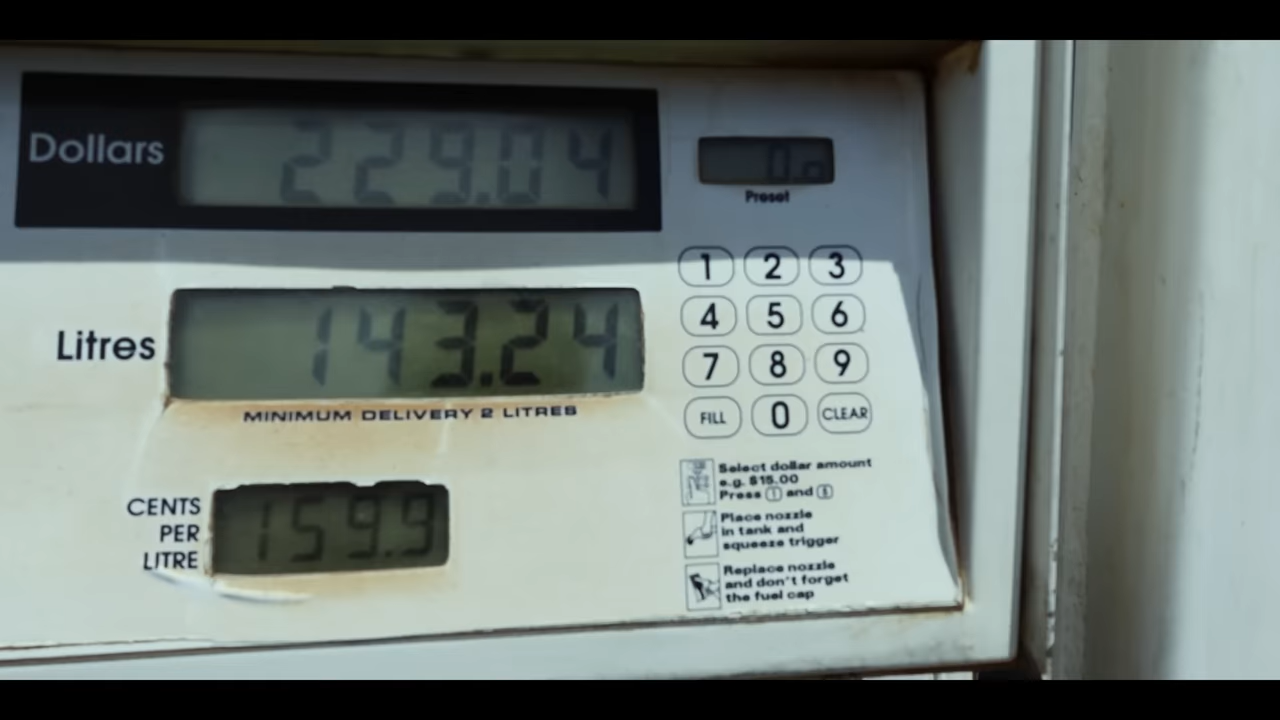 Dollars 229.04
0.0
Preset
Litres 143.24
MINIMUM DELIVERY 2 LITRES
CENTS
PER
LITRE
159.9
1 2 3
4 5 6
7 8 9
FILL 0 CLEAR
Select dollar amount
e.g. $15.00
Press 1 and 5
Place nozzle
in tank and
squeeze trigger
Replace nozzle
and don't forget
the fuel cap